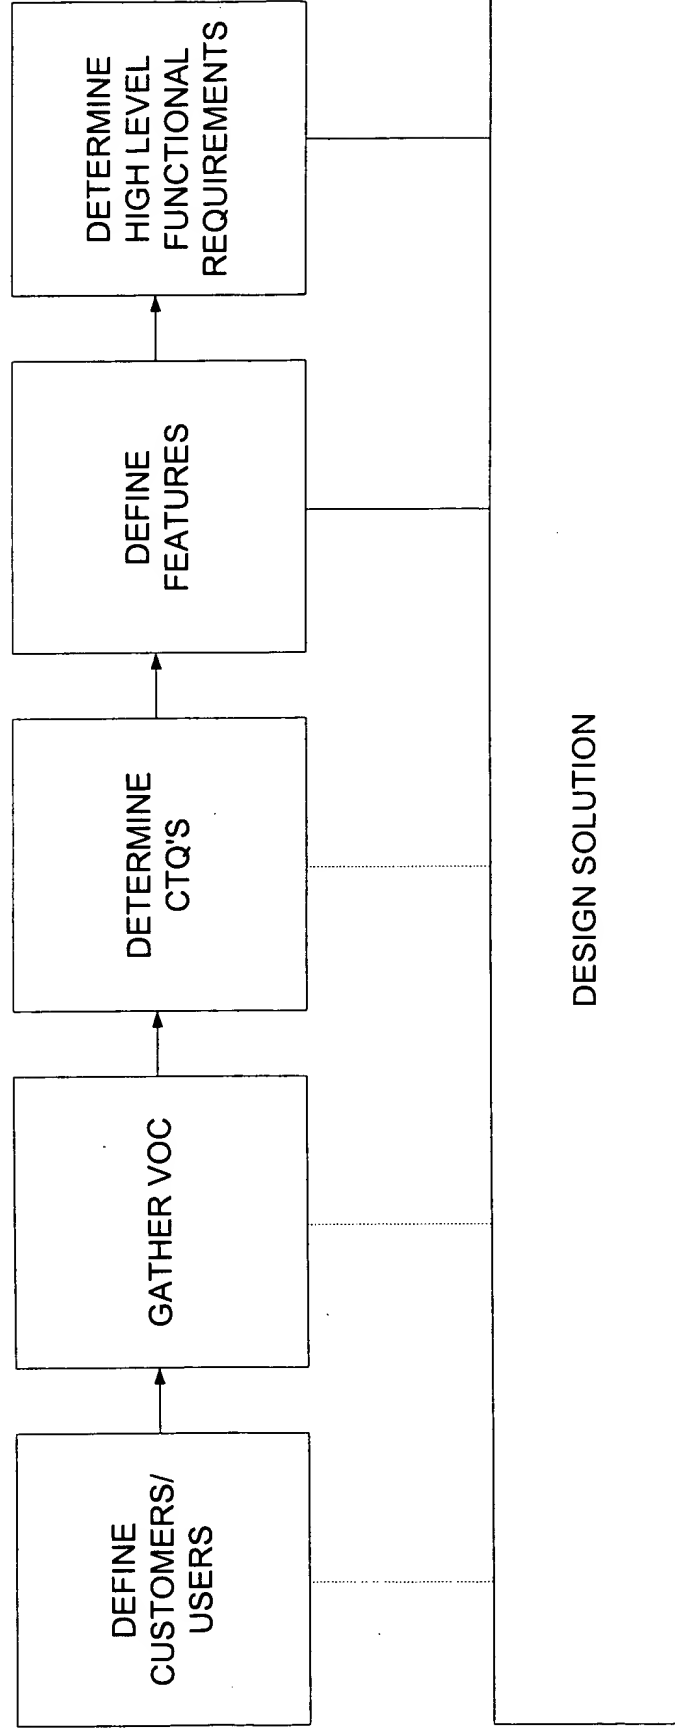 DEFINE
CUSTOMERS/
USERS
GATHER VOC
DETERMINE
CTQ'S
DEFINE
FEATURES
DETERMINE
HIGH LEVEL
FUNCTIONAL
REQUIREMENTS
DESIGN SOLUTION